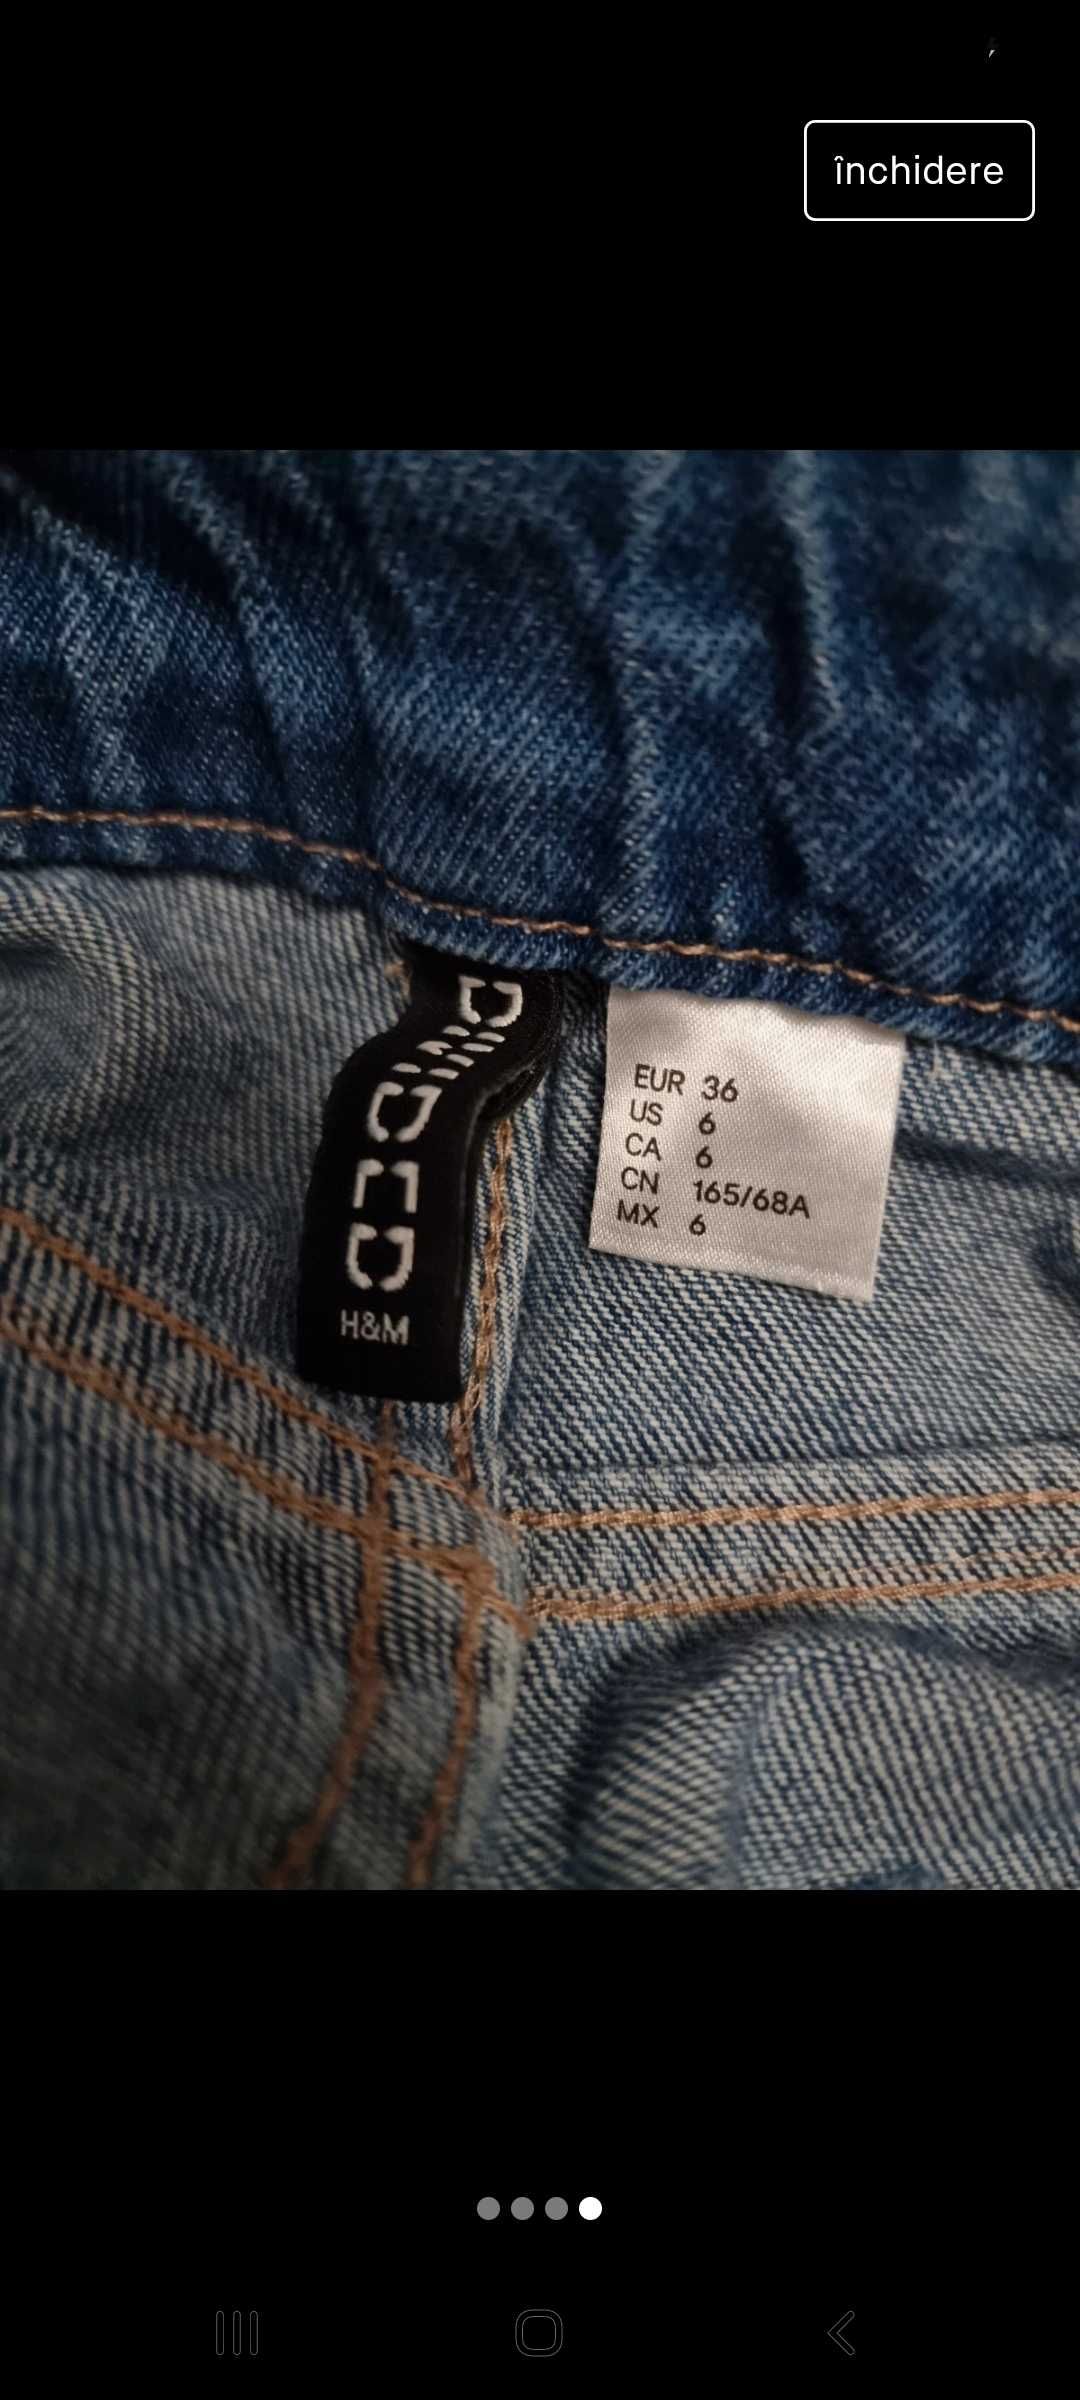 închidere
DIVIDED
H&M
EUR 36
US 6
CA 6
CN 165/68A
MX 6